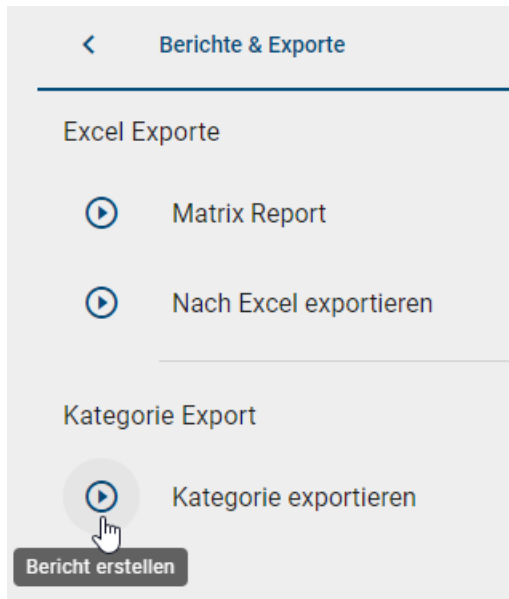 Berichte & Exporte
Excel Exporte
Matrix Report
Nach Excel exportieren
Kategorie Export
Kategorie exportieren
Bericht erstellen